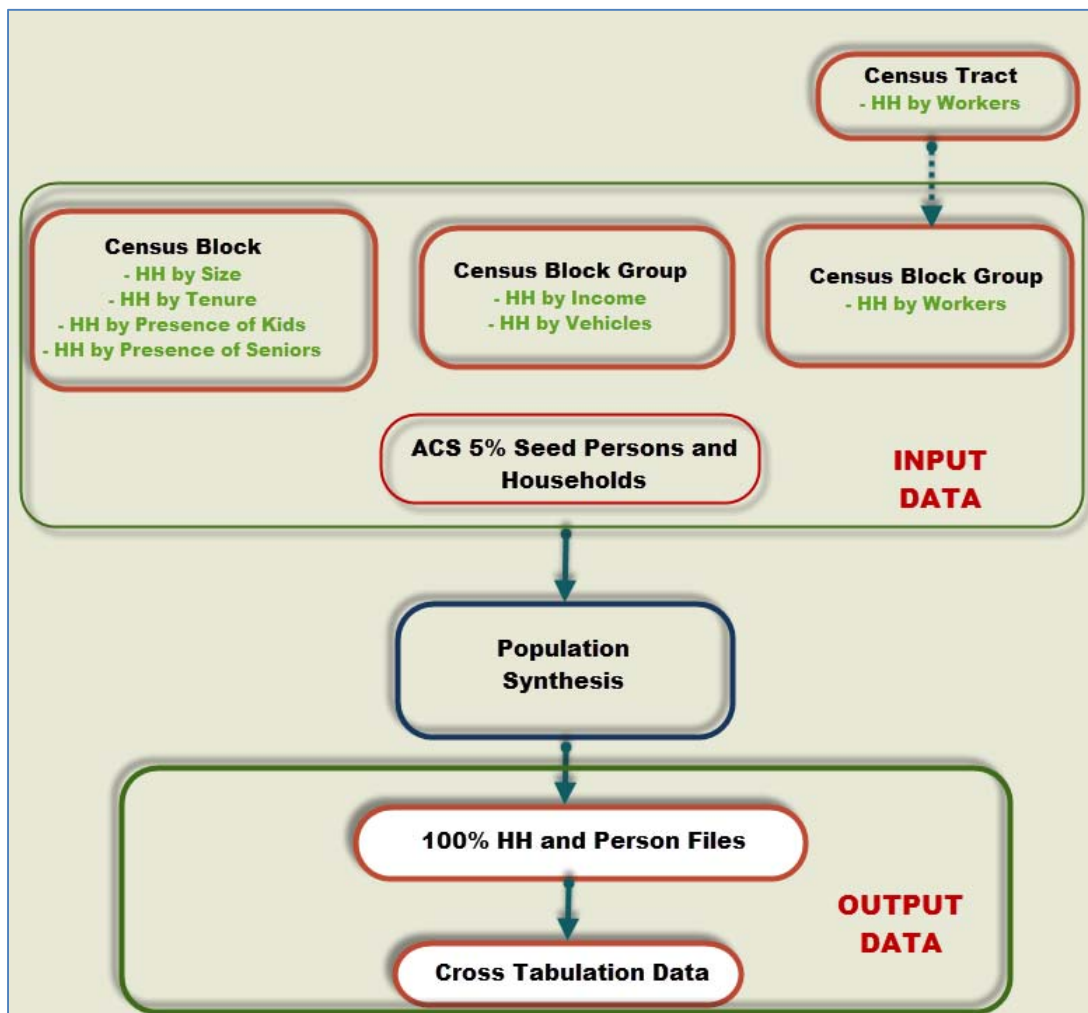 Census Tract
- HH by Workers
Census Block
- HH by Size
- HH by Tenure
- HH by Presence of Kids
- HH by Presence of Seniors
Census Block Group
- HH by Income
- HH by Vehicles
Census Block Group
- HH by Workers
ACS 5% Seed Persons and
Households
INPUT
DATA
Population
Synthesis
100% HH and Person Files
OUTPUT
DATA
Cross Tabulation Data